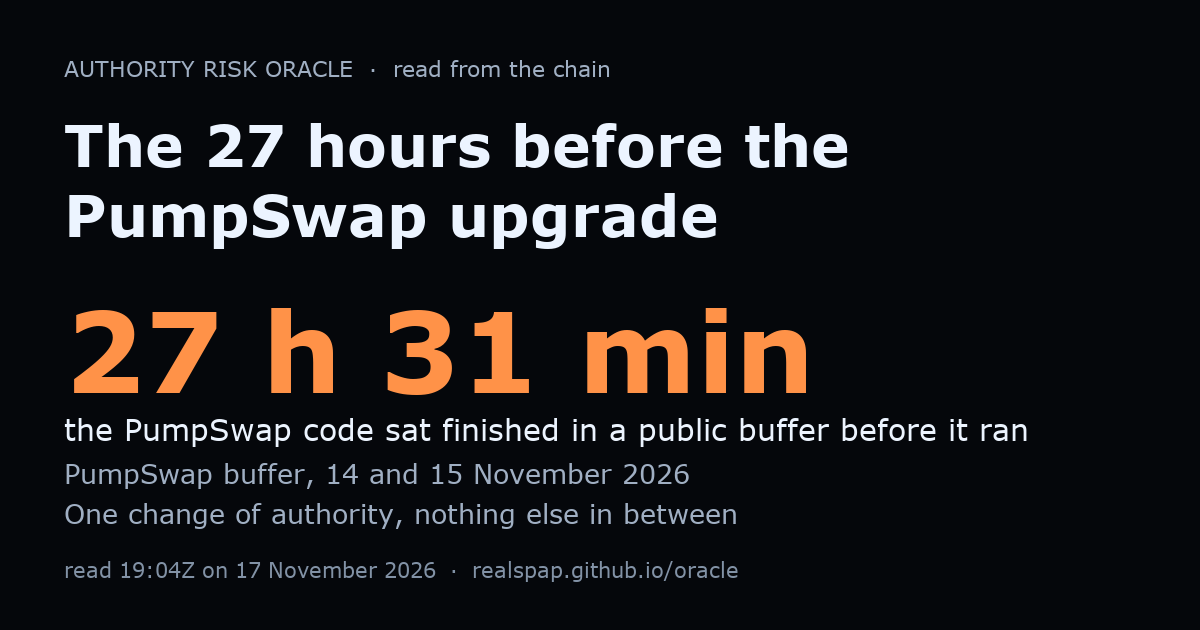 AUTHORITY RISK ORACLE · read from the chain
The 27 hours before the
PumpSwap upgrade
27 h 31 min
the PumpSwap code sat finished in a public buffer before it ran
PumpSwap buffer, 14 and 15 November 2026
One change of authority, nothing else in between
read 19:04Z on 17 November 2026 · realspap.github.io/oracle